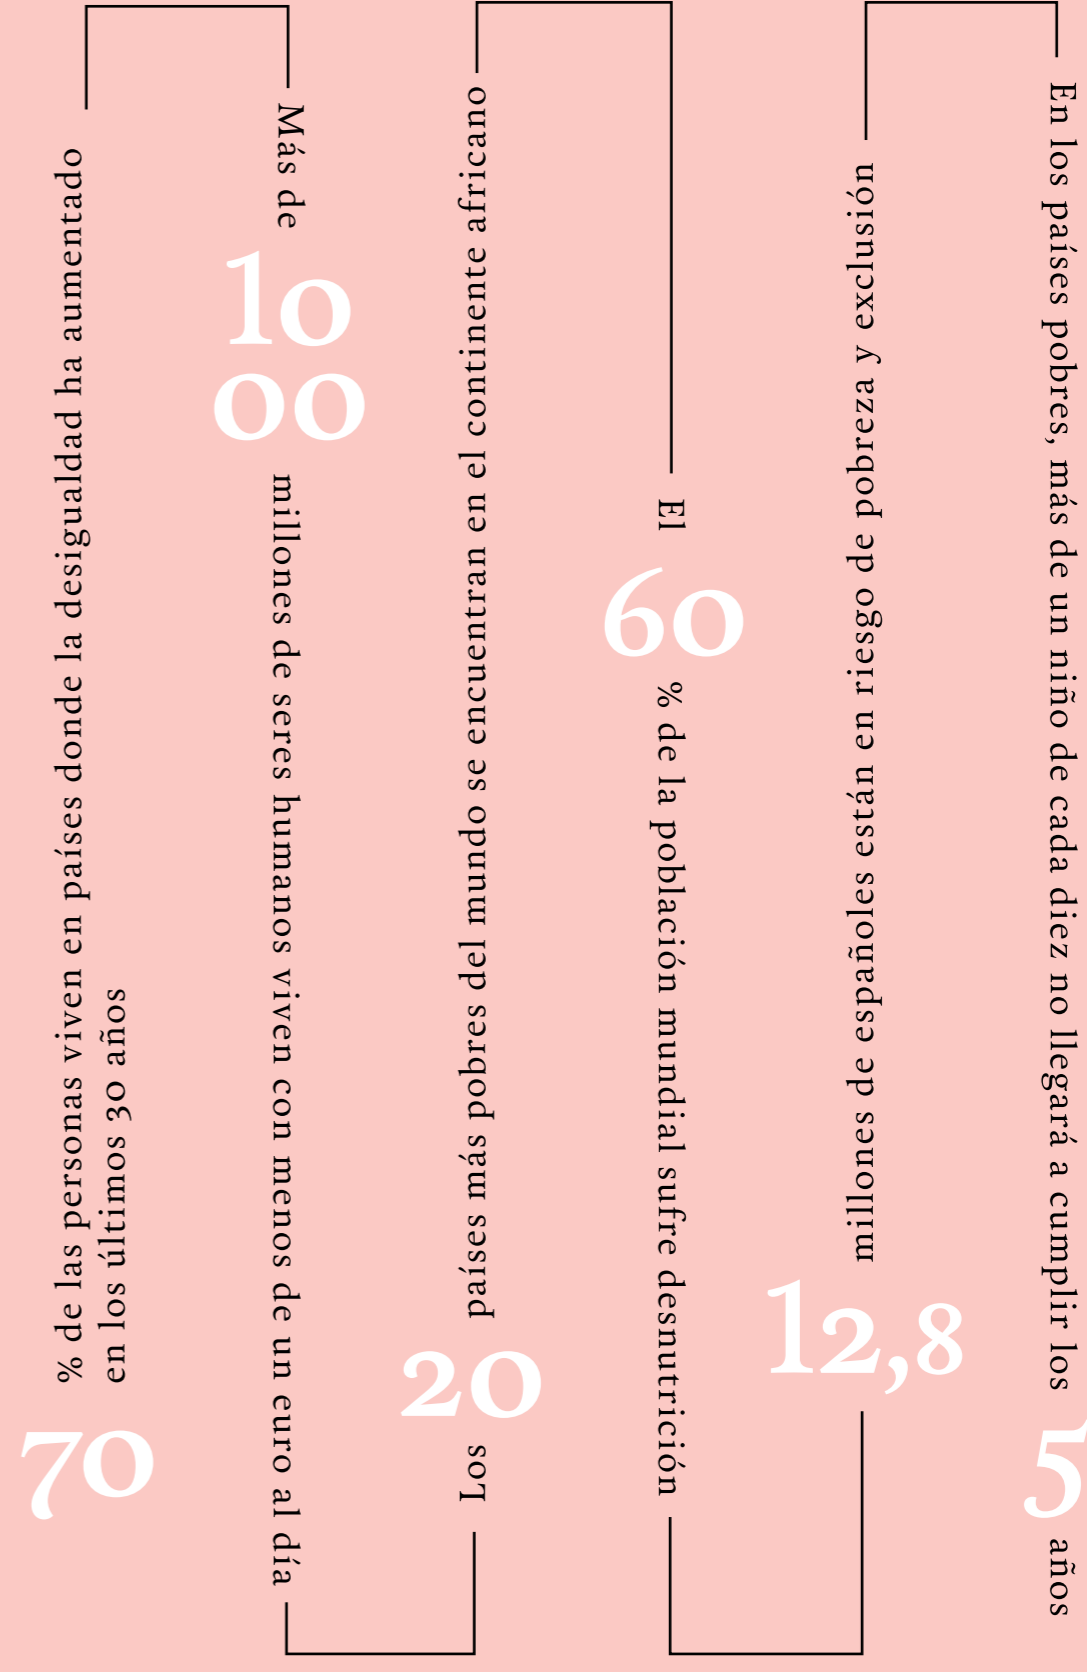 70
% de las personas viven en países donde la desigualdad ha aumentado
en los últimos 30 años
Más de
10
00
millones de seres humanos viven con menos de un euro al día
Los
20
países más pobres del mundo se encuentran en el continente africano
El
60
% de la población mundial sufre desnutrición
12,8
millones de españoles están en riesgo de pobreza y exclusión
En los países pobres, más de un niño de cada diez no llegará a cumplir los
5
años